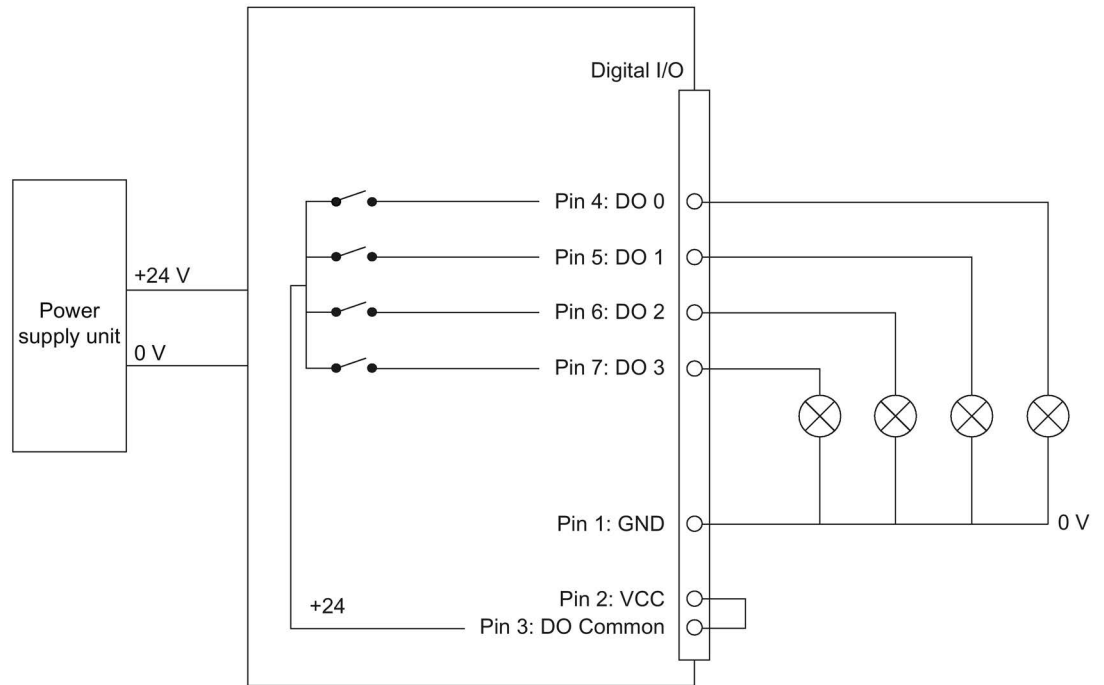 Digital I/O
Pin 4: DO 0
Pin 5: DO 1
+24 V
Power
supply unit
Pin 6: DO 2
0 V
Pin 7: DO 3
Pin 1: GND
0 V
Pin 2: VCC
+24
Pin 3: DO Common